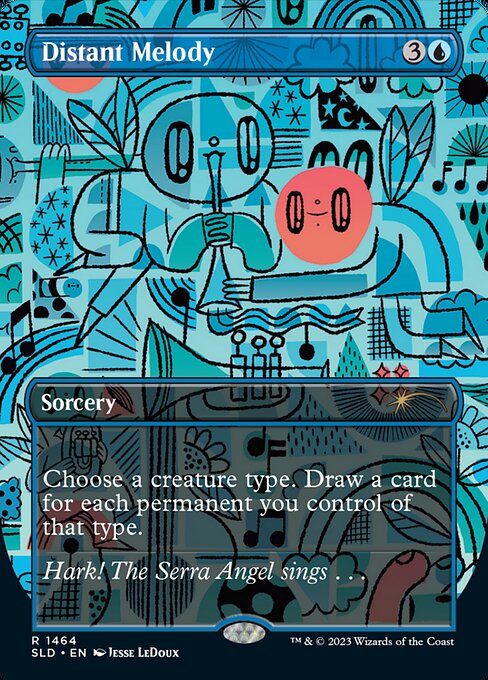 Distant Melody 3
Sorcery
Choose a creature type. Draw a card
for each permanent you control of
that type.
Hark! The Serra Angel sings . . .
R 1464
SLD • EN Jesse LeDoux
™ & © 2023 Wizards of the Coast